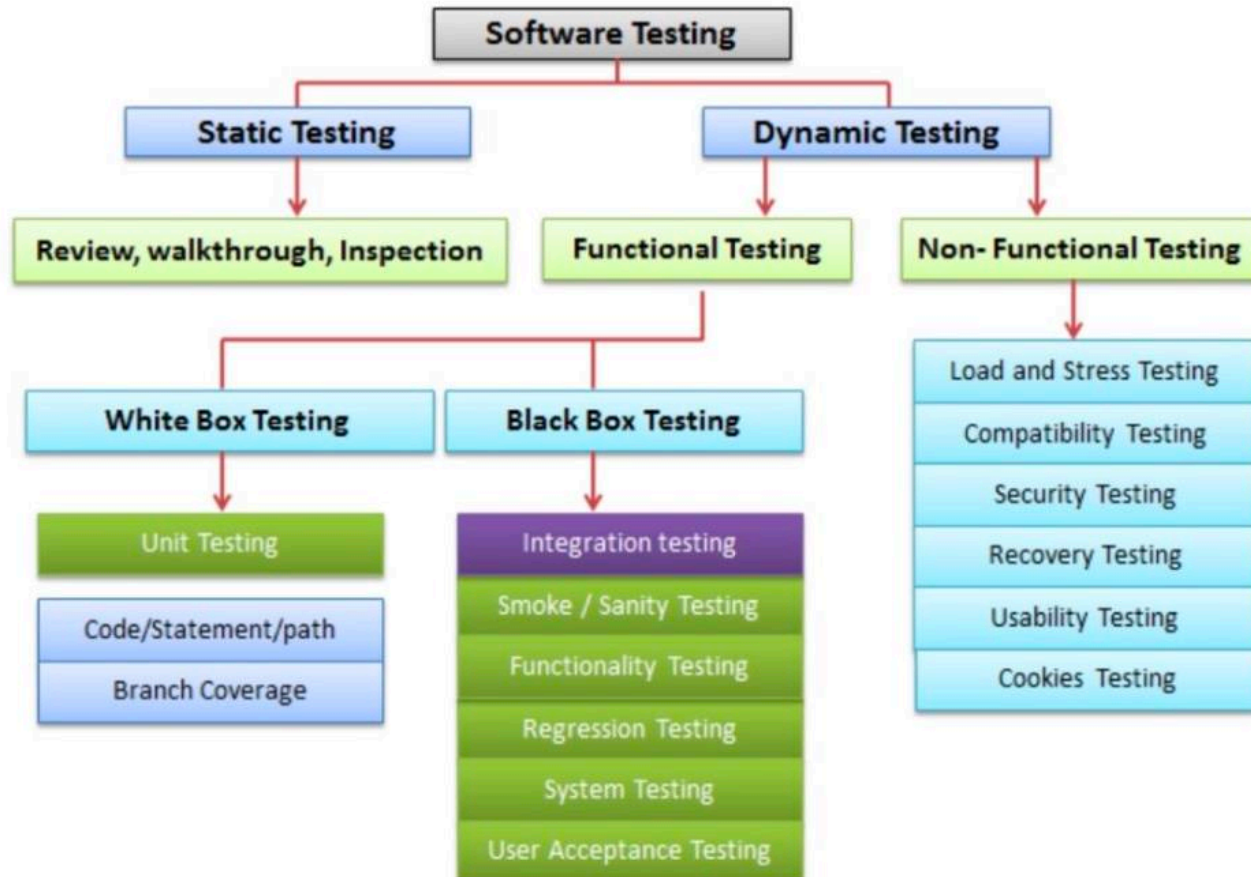 Software Testing
Static Testing
Dynamic Testing
Review, walkthrough, Inspection
Functional Testing
Non- Functional Testing
White Box Testing
Black Box Testing
Unit Testing
Code/Statement/path
Branch Coverage
Integration testing
Smoke / Sanity Testing
Functionality Testing
Regression Testing
System Testing
User Acceptance Testing
Load and Stress Testing
Compatibility Testing
Security Testing
Recovery Testing
Usability Testing
Cookies Testing